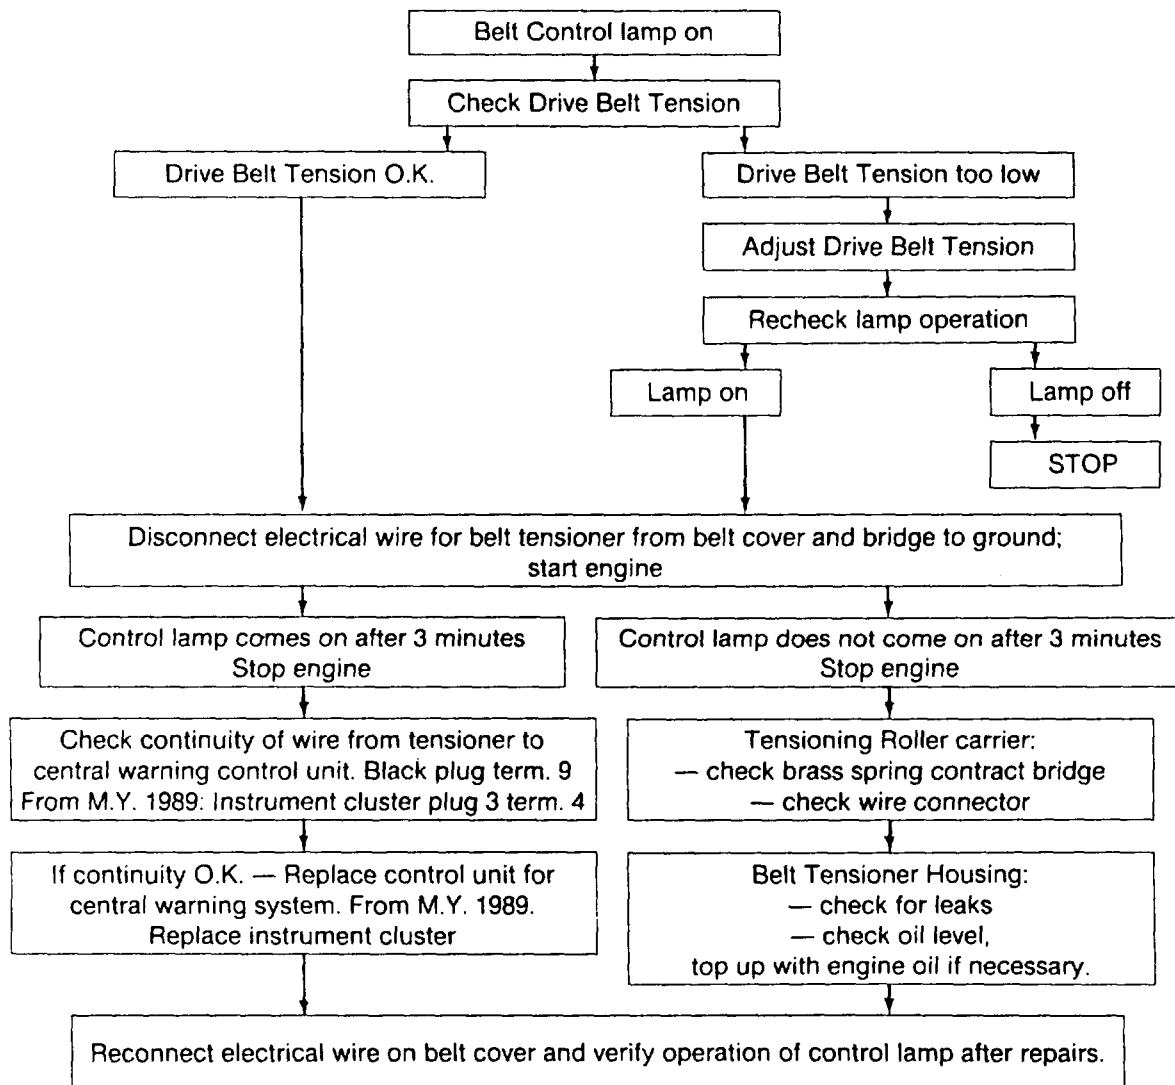 Belt Control lamp on
Check Drive Belt Tension
Drive Belt Tension O.K.
Drive Belt Tension too low
Adjust Drive Belt Tension
Recheck lamp operation
Lamp on
Lamp off
STOP
Disconnect electrical wire for belt tensioner from belt cover and bridge to ground;
start engine
Control lamp comes on after 3 minutes
Stop engine
Control lamp does not come on after 3 minutes
Stop engine
Check continuity of wire from tensioner to
central warning control unit. Black plug term. 9
From M.Y. 1989: Instrument cluster plug 3 term. 4
Tensioning Roller carrier:
— check brass spring contract bridge
— check wire connector
If continuity O.K. — Replace control unit for
central warning system. From M.Y. 1989.
Replace instrument cluster
Belt Tensioner Housing:
— check for leaks
— check oil level,
top up with engine oil if necessary.
Reconnect electrical wire on belt cover and verify operation of control lamp after repairs.